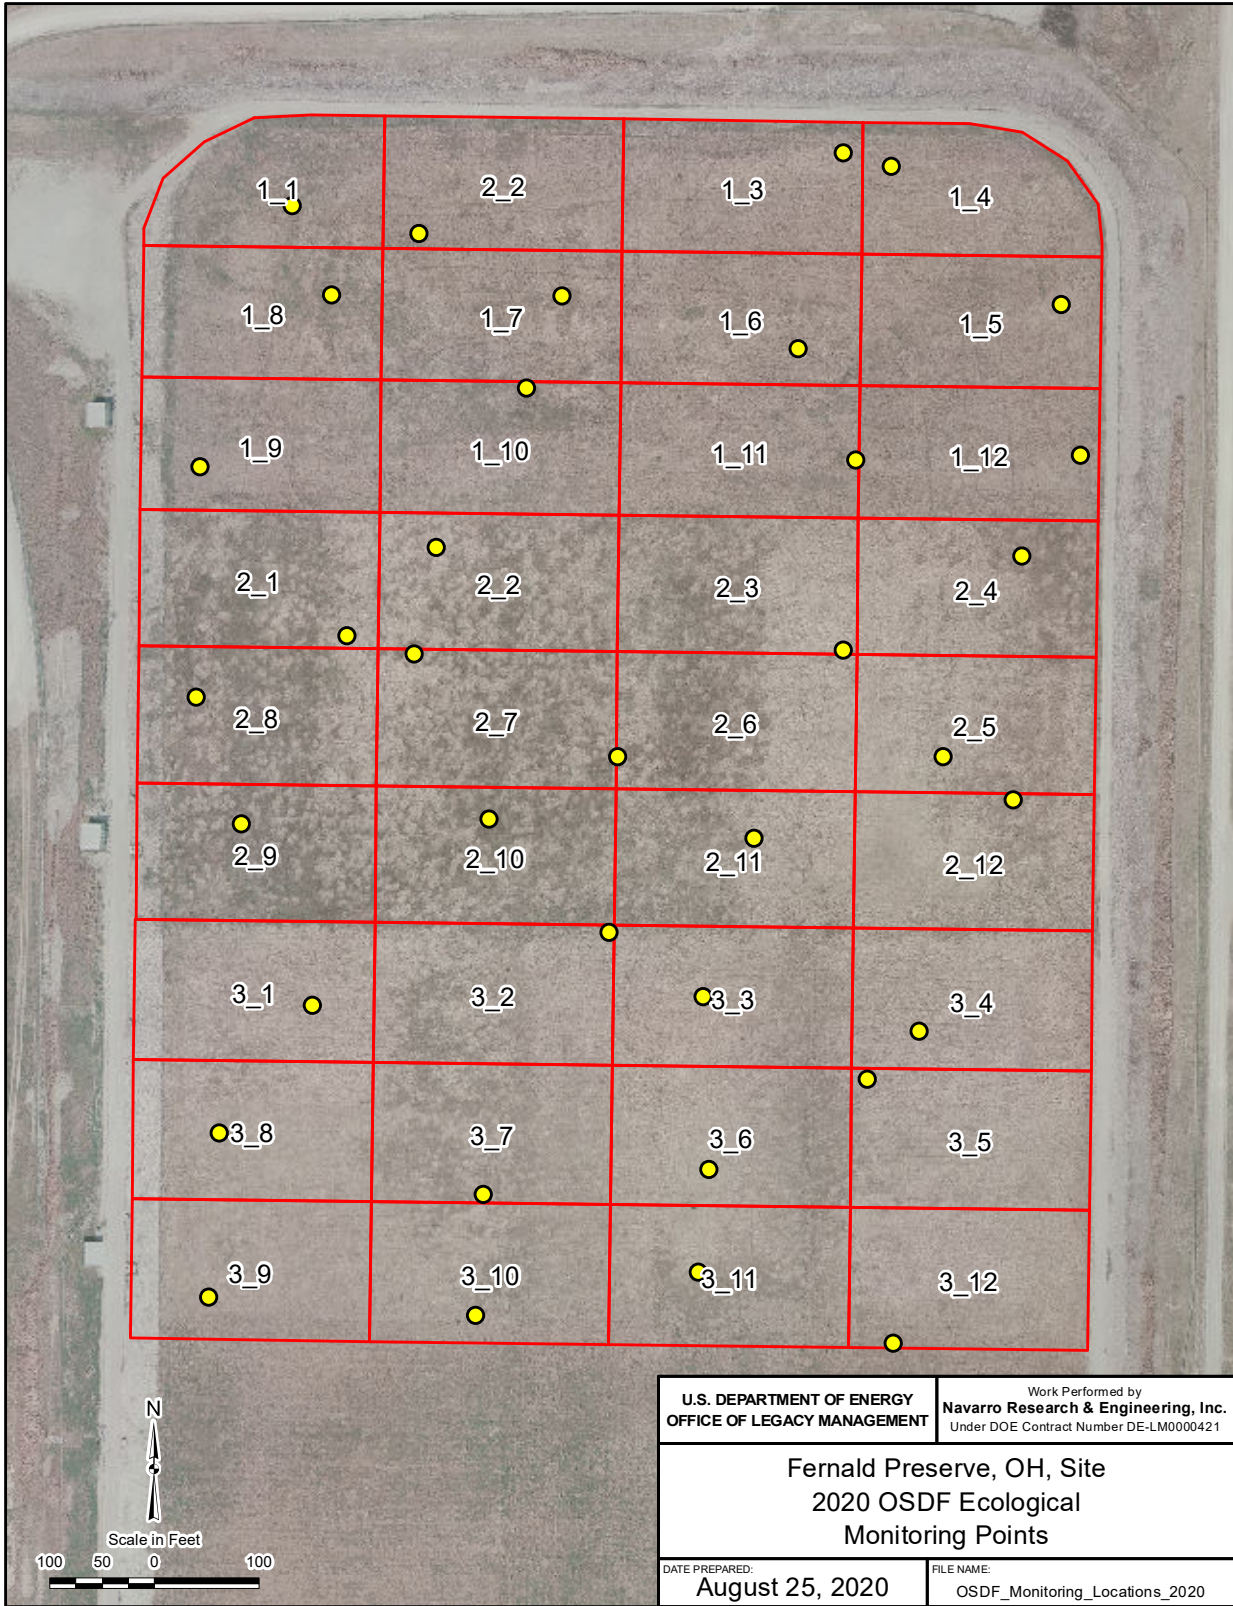 1_1
2_2
1_3
1_4
1_8
1_7
1_6
1_5
1_9
1_10
1_11
1_12
2_1
2_2
2_3
2_4
2_8
2_7
2_6
2_5
2_9
2_10
2_11
2_12
3_1
3_2
3_3
3_4
3_8
3_7
3_6
3_5
3_9
3_10
3_11
3_12
N
Scale in Feet
100 50 0 100
U.S. DEPARTMENT OF ENERGY
OFFICE OF LEGACY MANAGEMENT
Work Performed by
Navarro Research & Engineering, Inc.
Under DOE Contract Number DE-LM0000421
Fernald Preserve, OH, Site
2020 OSDF Ecological
Monitoring Points
DATE PREPARED:
August 25, 2020
FILE NAME:
OSDF_Monitoring_Locations_2020